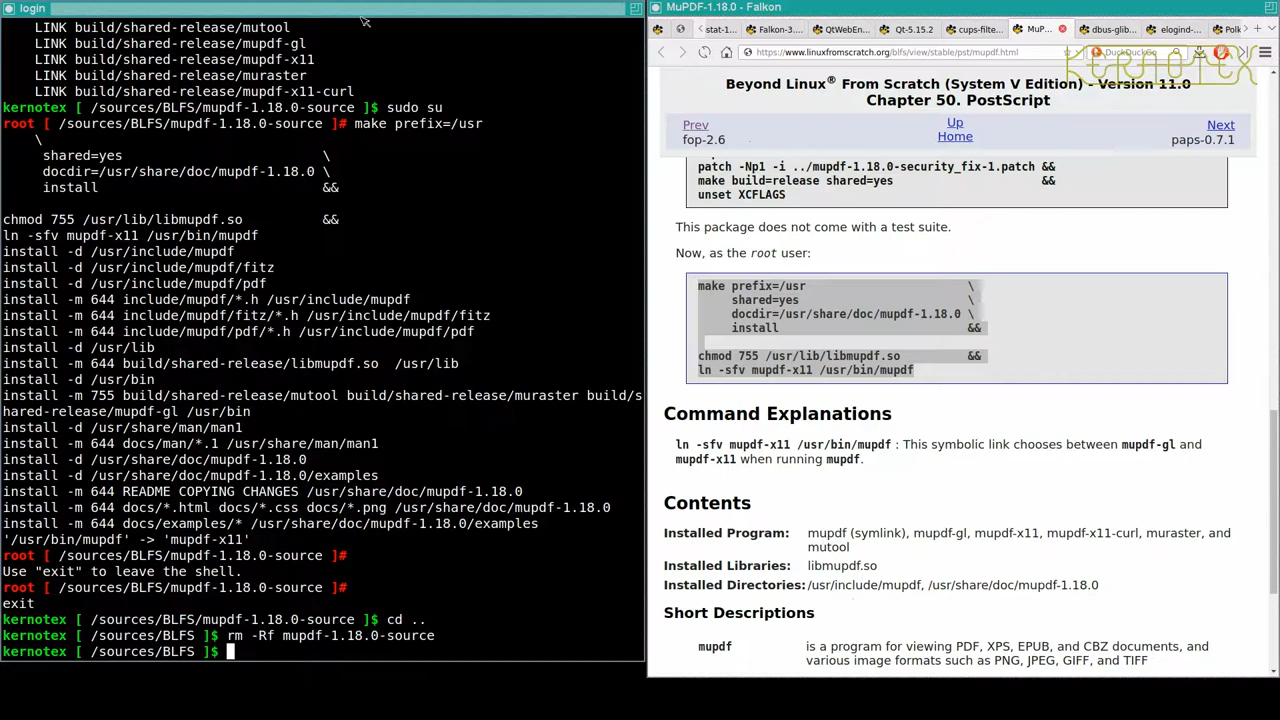 login
LINK build/shared-release/mutool
LINK build/shared-release/mupdf-gl
LINK build/shared-release/mupdf-x11
LINK build/shared-release/muraster
LINK build/shared-release/mupdf-x11-curl
kernotex [ /sources/BLFS/mupdf-1.18.0-source ]$ sudo su
root [ /sources/BLFS/mupdf-1.18.0-source ]# make prefix=/usr
\
shared=yes \
docdir=/usr/share/doc/mupdf-1.18.0 \
install &&
chmod 755 /usr/lib/libmupdf.so &&
ln -sfv mupdf-x11 /usr/bin/mupdf
install -d /usr/include/mupdf
install -d /usr/include/mupdf/fitz
install -d /usr/include/mupdf/pdf
install -m 644 include/mupdf/*.h /usr/include/mupdf
install -m 644 include/mupdf/fitz/*.h /usr/include/mupdf/fitz
install -m 644 include/mupdf/pdf/*.h /usr/include/mupdf/pdf
install -d /usr/lib
install -m 644 build/shared-release/libmupdf.so  /usr/lib
install -d /usr/bin
install -m 755 build/shared-release/mutool build/shared-release/muraster build/s
hared-release/mupdf-gl /usr/bin
install -d /usr/share/man/man1
install -m 644 docs/man/*.1 /usr/share/man/man1
install -d /usr/share/doc/mupdf-1.18.0
install -d /usr/share/doc/mupdf-1.18.0/examples
install -m 644 README COPYING CHANGES /usr/share/doc/mupdf-1.18.0
install -m 644 docs/*.html docs/*.css docs/*.png /usr/share/doc/mupdf-1.18.0
install -m 644 docs/examples/* /usr/share/doc/mupdf-1.18.0/examples
'/usr/bin/mupdf' -> 'mupdf-x11'
root [ /sources/BLFS/mupdf-1.18.0-source ]#
Use "exit" to leave the shell.
root [ /sources/BLFS/mupdf-1.18.0-source ]#
exit
kernotex [ /sources/BLFS/mupdf-1.18.0-source ]$ cd ..
kernotex [ /sources/BLFS ]$ rm -Rf mupdf-1.18.0-source
kernotex [ /sources/BLFS ]$
MuPDF-1.18.0 - Falkon
stat-1 Falkon-3... QtWebEn... Qt-5.15.2 cups-filte... MuP... dbus-glib... elogind-... Polk
https://www.linuxfromscratch.org/blfs/view/stable/pst/mupdf.html DuckDuckGo
KERNOTEX
Beyond Linux® From Scratch (System V Edition) - Version 11.0
Chapter 50. PostScript
Prev Up Next
fop-2.6 Home paps-0.7.1
patch -Np1 -i ../mupdf-1.18.0-security_fix-1.patch &&
make build=release shared=yes &&
unset XCFLAGS
This package does not come with a test suite.
Now, as the root user:
make prefix=/usr \
shared=yes \
docdir=/usr/share/doc/mupdf-1.18.0 \
install &&
chmod 755 /usr/lib/libmupdf.so &&
ln -sfv mupdf-x11 /usr/bin/mupdf
Command Explanations
ln -sfv mupdf-x11 /usr/bin/mupdf : This symbolic link chooses between mupdf-gl and
mupdf-x11 when running mupdf.
Contents
Installed Program: mupdf (symlink), mupdf-gl, mupdf-x11, mupdf-x11-curl, muraster, and
mutool
Installed Libraries: libmupdf.so
Installed Directories: /usr/include/mupdf, /usr/share/doc/mupdf-1.18.0
Short Descriptions
mupdf is a program for viewing PDF, XPS, EPUB, and CBZ documents, and
various image formats such as PNG, JPEG, GIFF, and TIFF